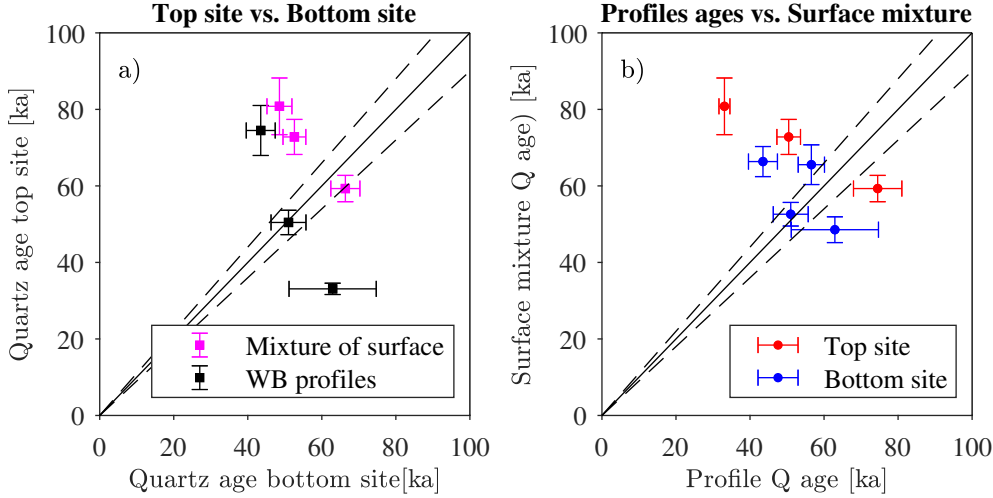 Top site vs. Bottom site
a)
Quartz age top site [ka]
100
80
60
40
20
0
Mixture of surface
WB profiles
0 20 40 60 80 100
Quartz age bottom site[ka]
Profiles ages vs. Surface mixture
b)
Surface mixture Q age) [ka]
100
80
60
40
20
0
Top site
Bottom site
0 20 40 60 80 100
Profile Q age [ka]